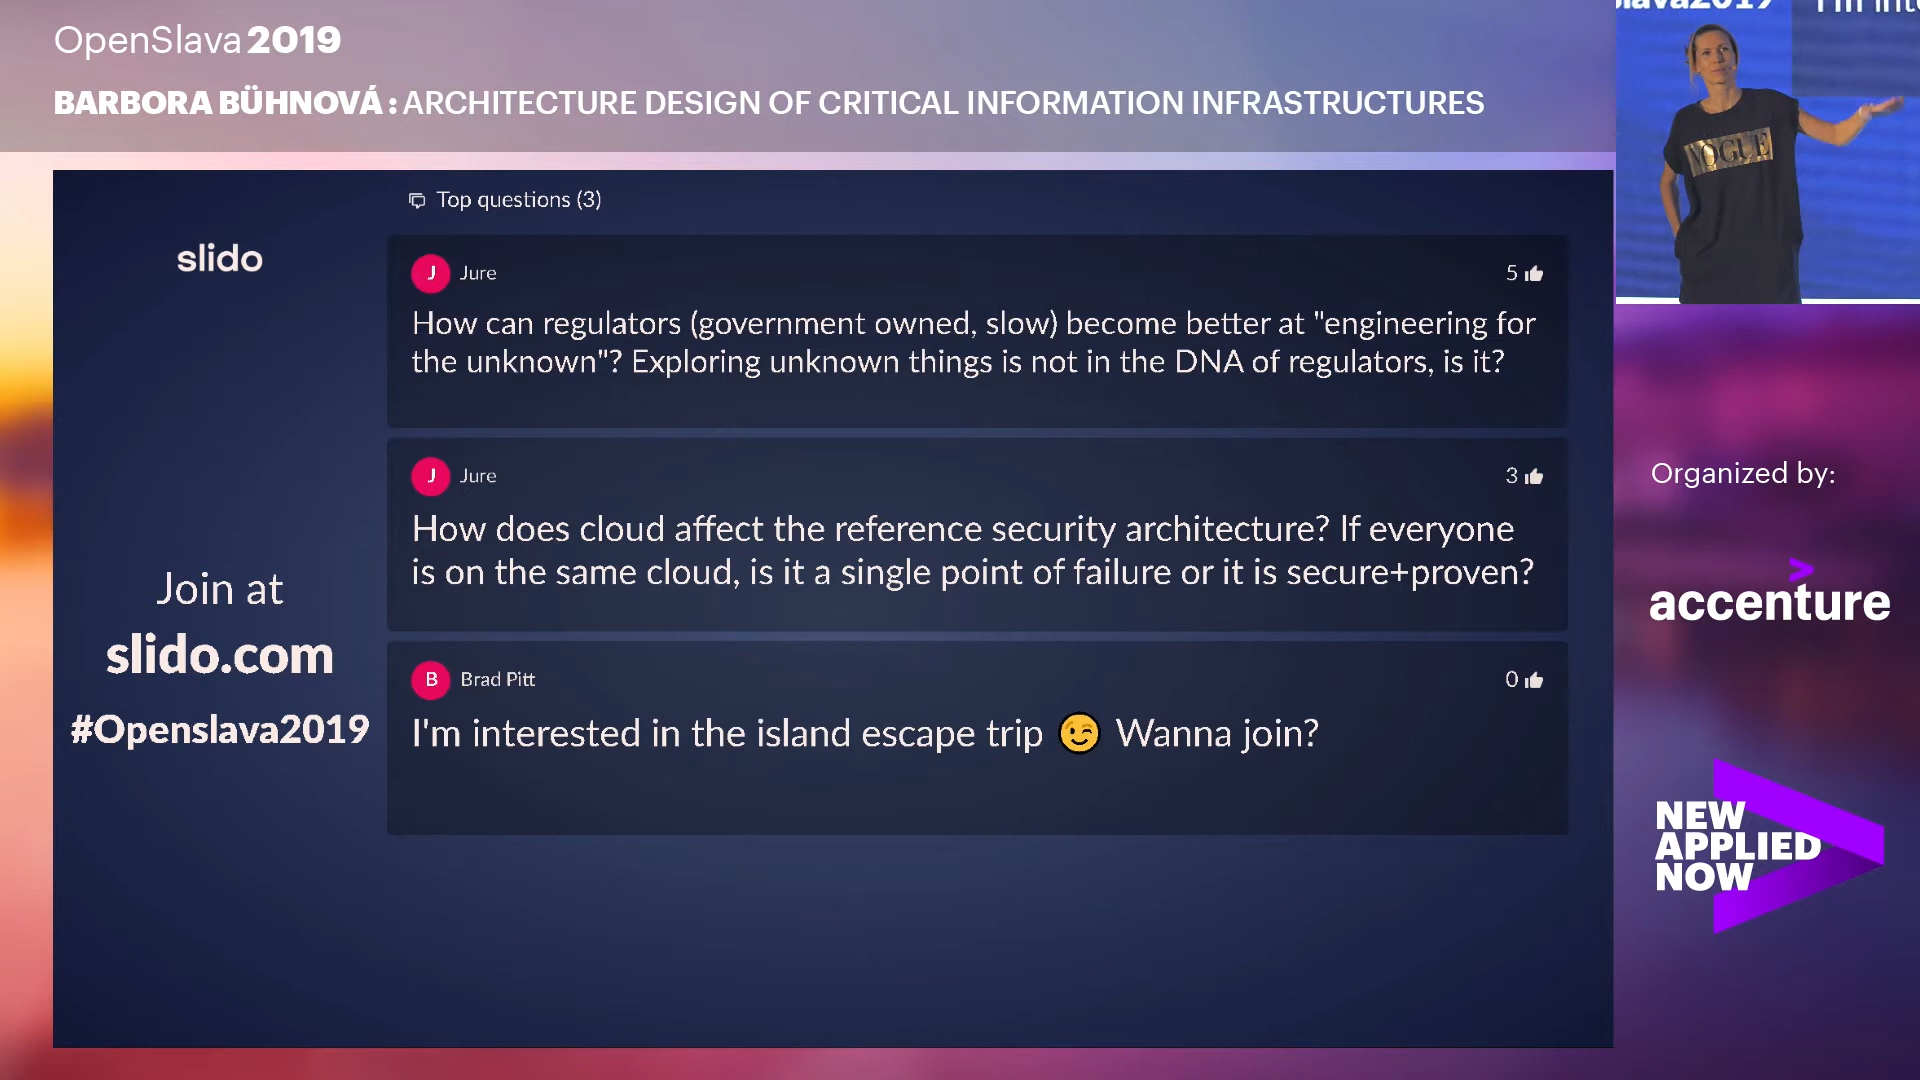 OpenSlava 2019
BARBORA BÜHNOVÁ : ARCHITECTURE DESIGN OF CRITICAL INFORMATION INFRASTRUCTURES
I'm int
VOGUE
slido
Join at
slido.com
#Openslava2019
Top questions (3)
J Jure 5
How can regulators (government owned, slow) become better at "engineering for
the unknown"? Exploring unknown things is not in the DNA of regulators, is it?
J Jure 3
How does cloud affect the reference security architecture? If everyone
is on the same cloud, is it a single point of failure or it is secure+proven?
B Brad Pitt 0
I'm interested in the island escape trip 😉 Wanna join?
Organized by:
accenture
NEW
APPLIED
NOW